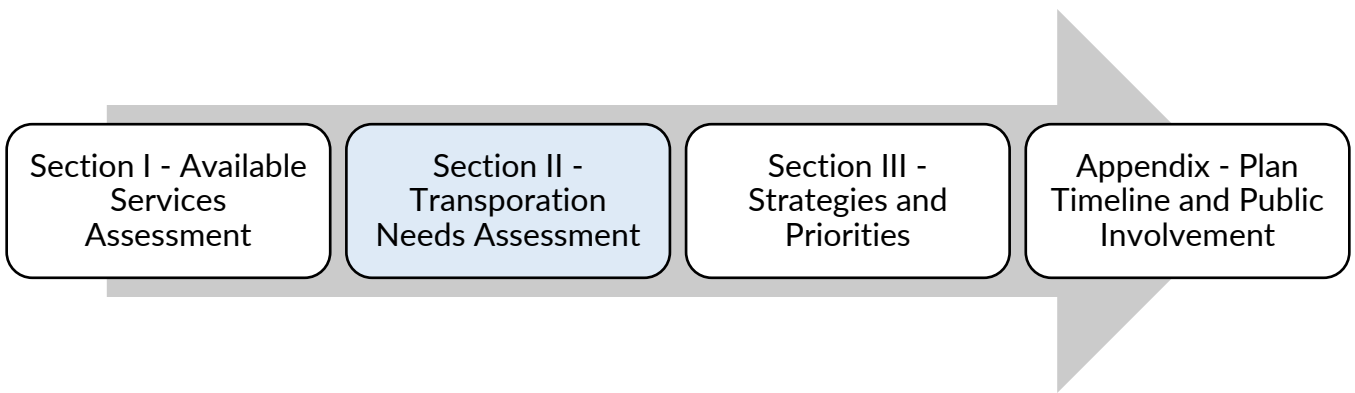 Section I - Available
Services
Assessment
Section II -
Transporation
Needs Assessment
Section III -
Strategies and
Priorities
Appendix - Plan
Timeline and Public
Involvement